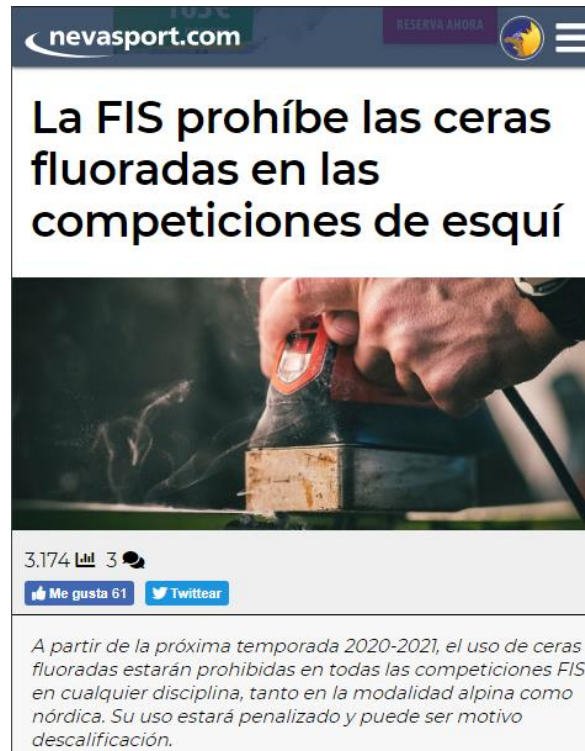 165€
RESERVA AHORA
nevasport.com
La FIS prohíbe las ceras
fluoradas en las
competiciones de esquí
3.174 3
Me gusta 61 Twittear
A partir de la próxima temporada 2020-2021, el uso de ceras
fluoradas estarán prohibidas en todas las competiciones FIS
en cualquier disciplina, tanto en la modalidad alpina como
nórdica. Su uso estará penalizado y puede ser motivo
descalificación.